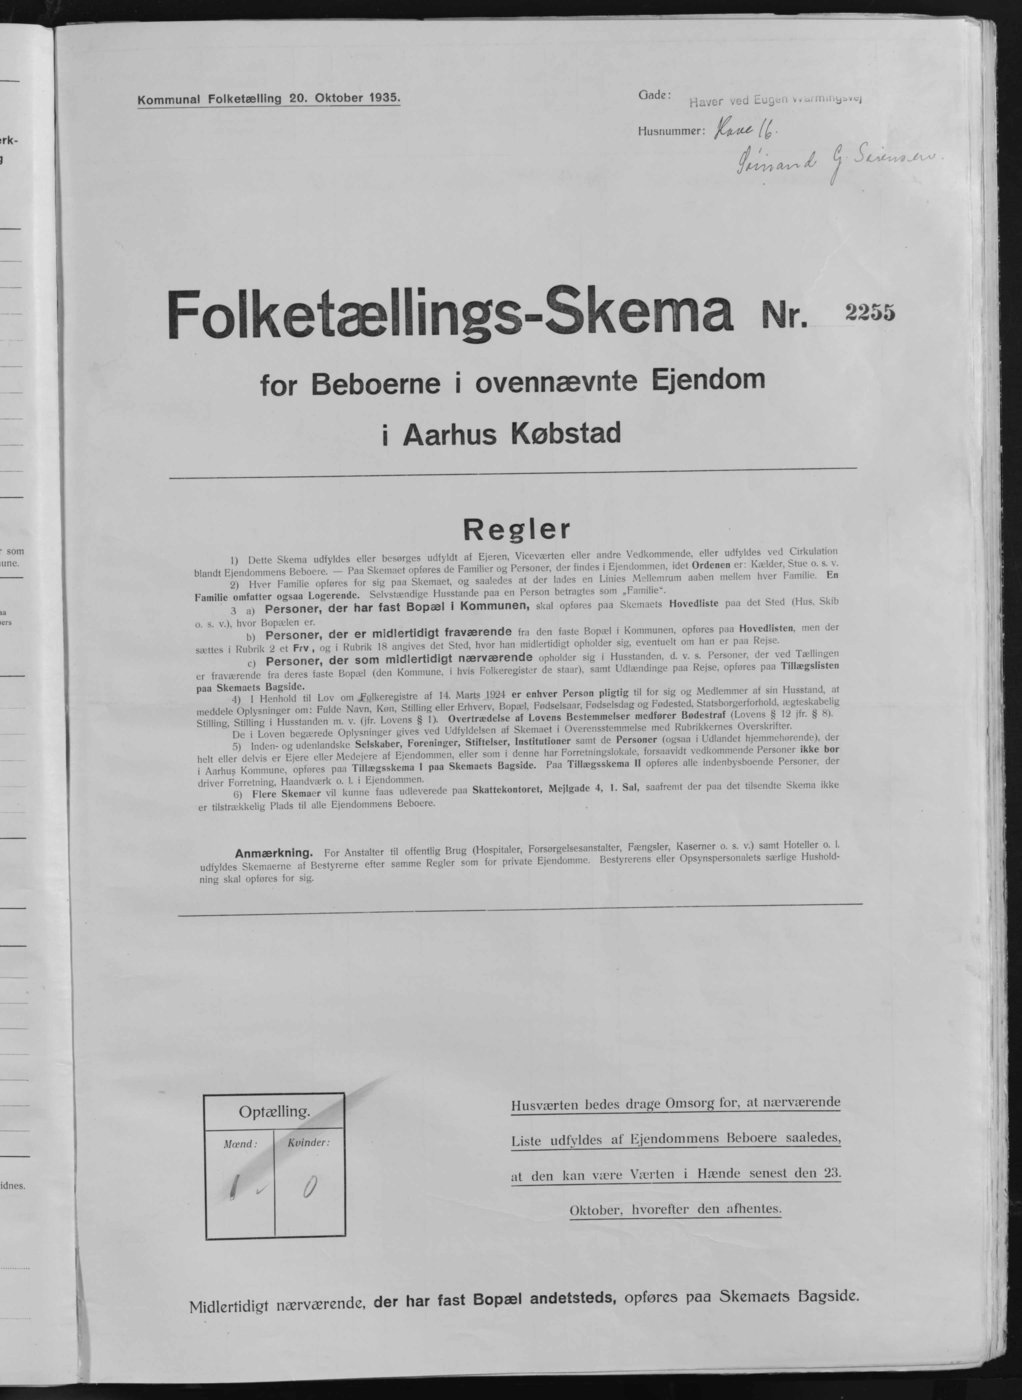 Kommunal Folketælling 20. Oktober 1935.
Gade: Haver ved Eugen Warmingsvej
Husnummer: Have 16.
G Sørensen.
Folketællings-Skema Nr. 2255
for Beboerne i ovennævnte Ejendom
i Aarhus Købstad
Regler
1) Dette Skema udfyldes eller besørges udfyldt af Ejeren, Viceværten eller andre Vedkommende, eller udfyldes ved Cirkulation
blandt Ejendommens Beboere. — Paa Skemaet opføres de Familier og Personer, der findes i Ejendommen, idet Ordenen er: Kælder, Stue o. s. v.
2) Hver Familie opføres for sig paa Skemaet, og saaledes at der lades en Linies Mellemrum aaben mellem hver Familie. En
Familie omfatter ogsaa Logerende. Selvstændige Husstande paa en Person betragtes som „Familie“.
3 a) Personer, der har fast Bopæl i Kommunen, skal opføres paa Skemaets Hovedliste paa det Sted (Hus, Skib
o. s. v.), hvor Bopælen er.
b) Personer, der er midlertidigt fraværende fra den faste Bopæl i Kommunen, opføres paa Hovedlisten, men der
sættes i Rubrik 2 et Frv., og i Rubrik 18 angives det Sted, hvor han midlertidigt opholder sig, eventuelt om han er paa Rejse.
c) Personer, der som midlertidigt nærværende opholder sig i Husstanden, d. v. s. Personer, der ved Tællingen
er fraværende fra deres faste Bopæl (den Kommune, i hvis Folkeregister de staar), samt Udlændinge paa Rejse, opføres paa Tillægslisten
paa Skemaets Bagside.
4) I Henhold til Lov om Folkeregistre af 14. Marts 1924 er enhver Person pligtig til for sig og Medlemmer af sin Husstand, at
meddele Oplysninger om: Fulde Navn, Køn, Stilling eller Erhverv, Bopæl, Fødselsaar, Fødselsdag og Fødested, Statsborgerforhold, ægteskabelig
Stilling, Stilling i Husstanden m. v. (jfr. Lovens § 1). Overtrædelse af Lovens Bestemmelser medfører Bødestraf (Lovens § 12 jfr. § 8).
De i Loven begærede Oplysninger gives ved Udfyldelsen af Skemaet i Overensstemmelse med Rubrikkernes Overskrifter.
5) Inden- og udenlandske Selskaber, Foreninger, Stiftelser, Institutioner samt de Personer (ogsaa i Udlandet hjemmehørende), der
helt eller delvis er Ejere eller Medejere af Ejendommen, eller som i denne har Forretningslokale, forsaavidt vedkommende Personer ikke bor
i Aarhus Kommune, opføres paa Tillægsskema I paa Skemaets Bagside. Paa Tillægsskema II opføres alle indenbysboende Personer, der
driver Forretning, Haandværk o. l. i Ejendommen.
6) Flere Skemaer vil kunne faas udleverede paa Skattekontoret, Mejlgade 4, 1. Sal, saafremt der paa det tilsendte Skema ikke
er tilstrækkelig Plads til alle Ejendommens Beboere.
Anmærkning. For Anstalter til offentlig Brug (Hospitaler, Forsørgelsesanstalter, Fængsler, Kaserner o. s. v.) samt Hoteller o. l.
udfyldes Skemaerne af Bestyrerne efter samme Regler som for private Ejendomme. Bestyrerens eller Opsynspersonalets særlige Hushold-
ning skal opføres for sig.
Optælling.
Mænd: Kvinder:
1 0
Husværten bedes drage Omsorg for, at nærværende
Liste udfyldes af Ejendommens Beboere saaledes,
at den kan være Værten i Hænde senest den 23.
Oktober, hvorefter den afhentes.
Midlertidigt nærværende, der har fast Bopæl andetsteds, opføres paa Skemaets Bagside.